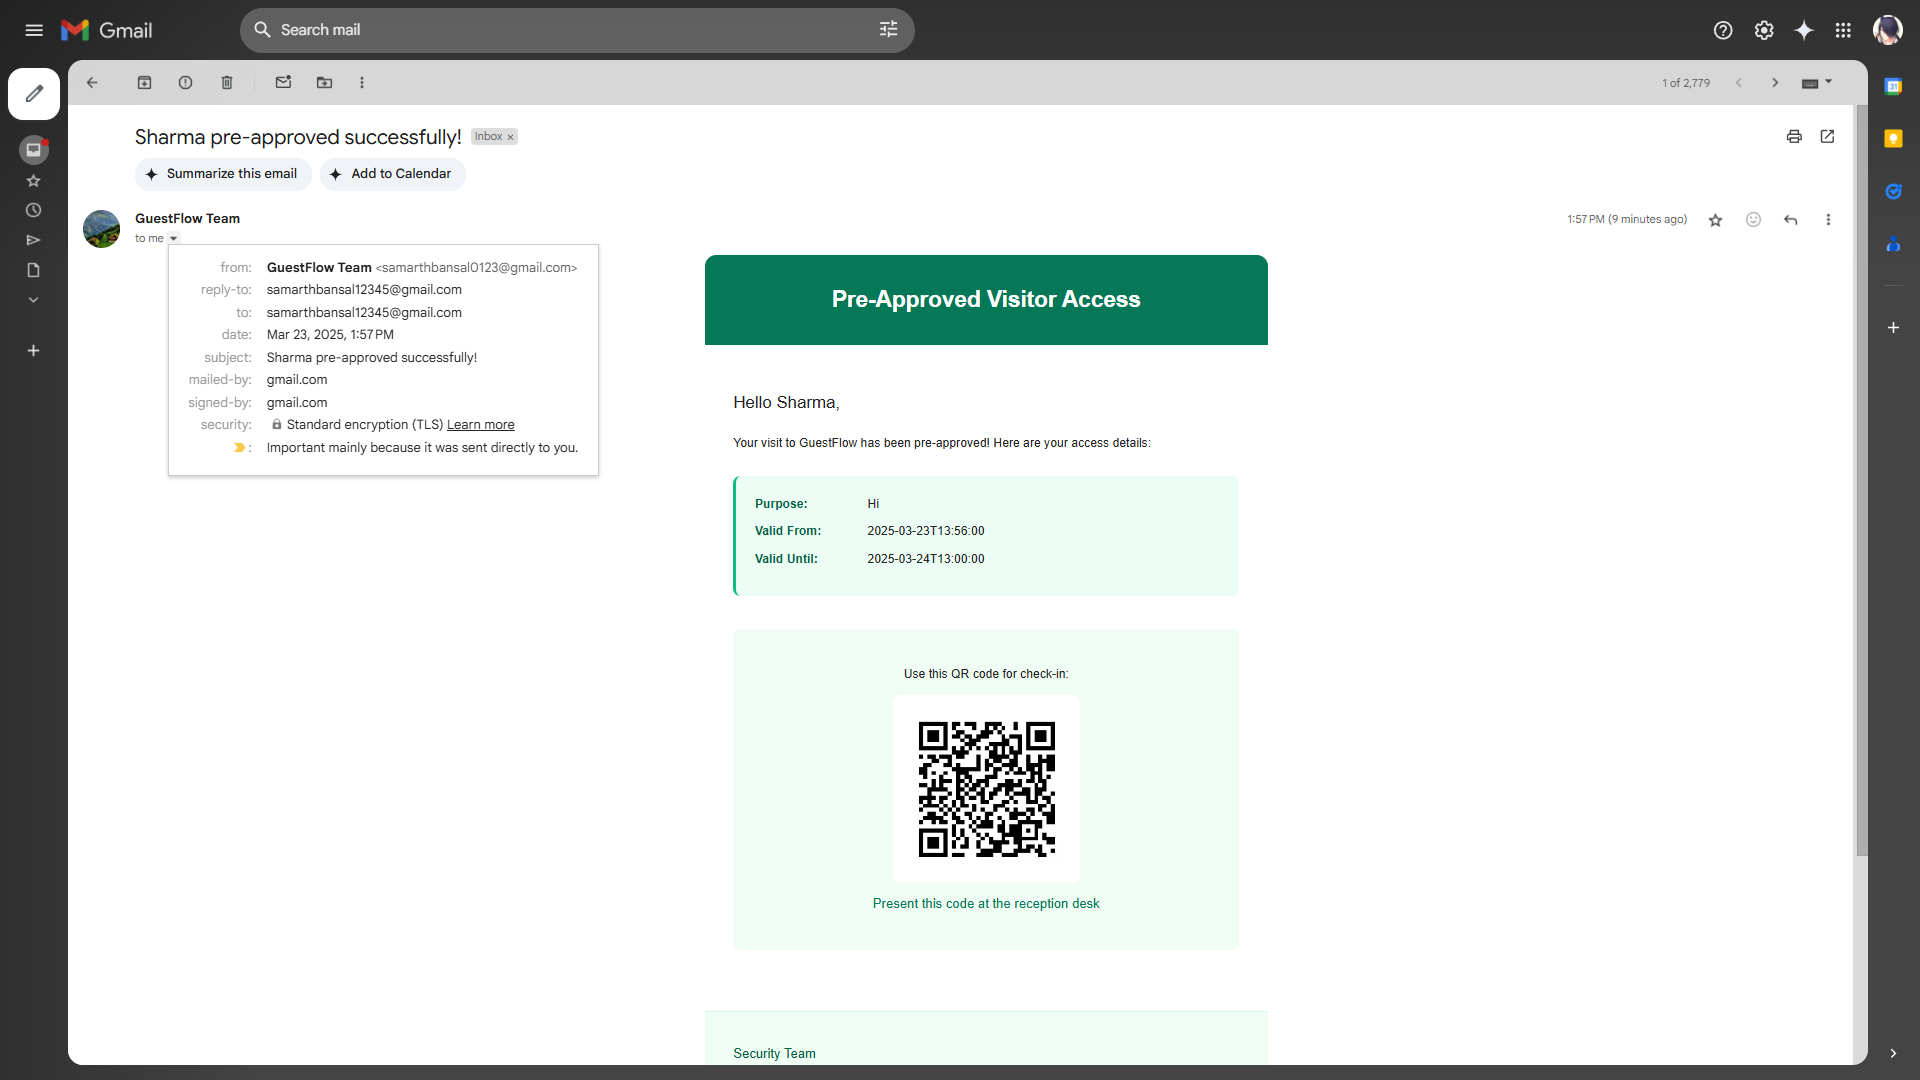 Gmail
Search mail
1 of 2,779
Sharma pre-approved successfully!
Inbox ×
Summarize this email
Add to Calendar
GuestFlow Team
1:57 PM (9 minutes ago)
to me
from: GuestFlow Team <samarthbansal0123@gmail.com>
reply-to: samarthbansal12345@gmail.com
to: samarthbansal12345@gmail.com
date: Mar 23, 2025, 1:57 PM
subject: Sharma pre-approved successfully!
mailed-by: gmail.com
signed-by: gmail.com
security: Standard encryption (TLS) Learn more
: Important mainly because it was sent directly to you.
Pre-Approved Visitor Access
Hello Sharma,
Your visit to GuestFlow has been pre-approved! Here are your access details:
Purpose: Hi
Valid From: 2025-03-23T13:56:00
Valid Until: 2025-03-24T13:00:00
Use this QR code for check-in:
Present this code at the reception desk
Security Team
31